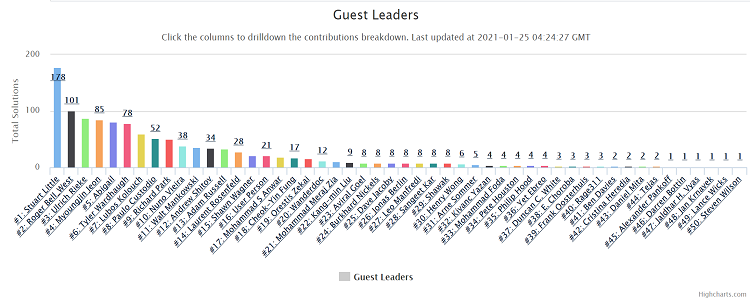 Guest Leaders
Click the columns to drilldown the contributions breakdown. Last updated at 2021-01-25 04:24:27 GMT
Total Solutions
200
100
0
178 101 85 78 52 38 34 28 21 17 12 9 8 8 8 8 8 8 8 6 5 4 4 4 4 4 3 3 3 3 2 2 2 2 1 1 1 1 1 1
#1: Stuart Little
#2: Roger Bell West
#3: Ulrich Rieke
#4: Myoungjin Jeon
#5: Abigail
#6: Tyler Wardhaugh
#7: Lubos Kolouch
#8: Paulo Custodio
#9: Richard Park
#10: Nuno Vieira
#11: Walt Mankowski
#12: Andrew Shitov
#13: Adam Russell
#14: Laurent Rosenfeld
#15: Shawn Wagner
#16: User Person
#17: Mohammad S Anwar
#18: Cheok-Yin Fung
#19: Orestis Zekai
#20: Wanderdoc
#21: Mohammad Meraj Zia
#22: Kang-min Liu
#23: Aviral Goel
#24: Burkhard Nickels
#25: Dave Jacoby
#26: Jonas Berlin
#27: Leo Manfredi
#28: Sangeet Kar
#29: Shawak
#30: Henry Wong
#31: Arne Sommer
#32: Kivanc Yazan
#33: Mohammad Foda
#34: Pete Houston
#35: Philip Hood
#36: Yet Ebreo
#37: Duncan C. White
#38: E. Choroba
#39: Frank Oosterhuis
#40: Rage311
#41: Ben Davies
#42: Cristina Heredia
#43: Daniel Mita
#44: Tejas
#45: Alexander Pankoff
#46: Darren Bottin
#47: Jaldhar H. Vyas
#48: Jan Krnavek
#49: Lance Wicks
#50: Steven Wilson
Guest Leaders
Highcharts.com